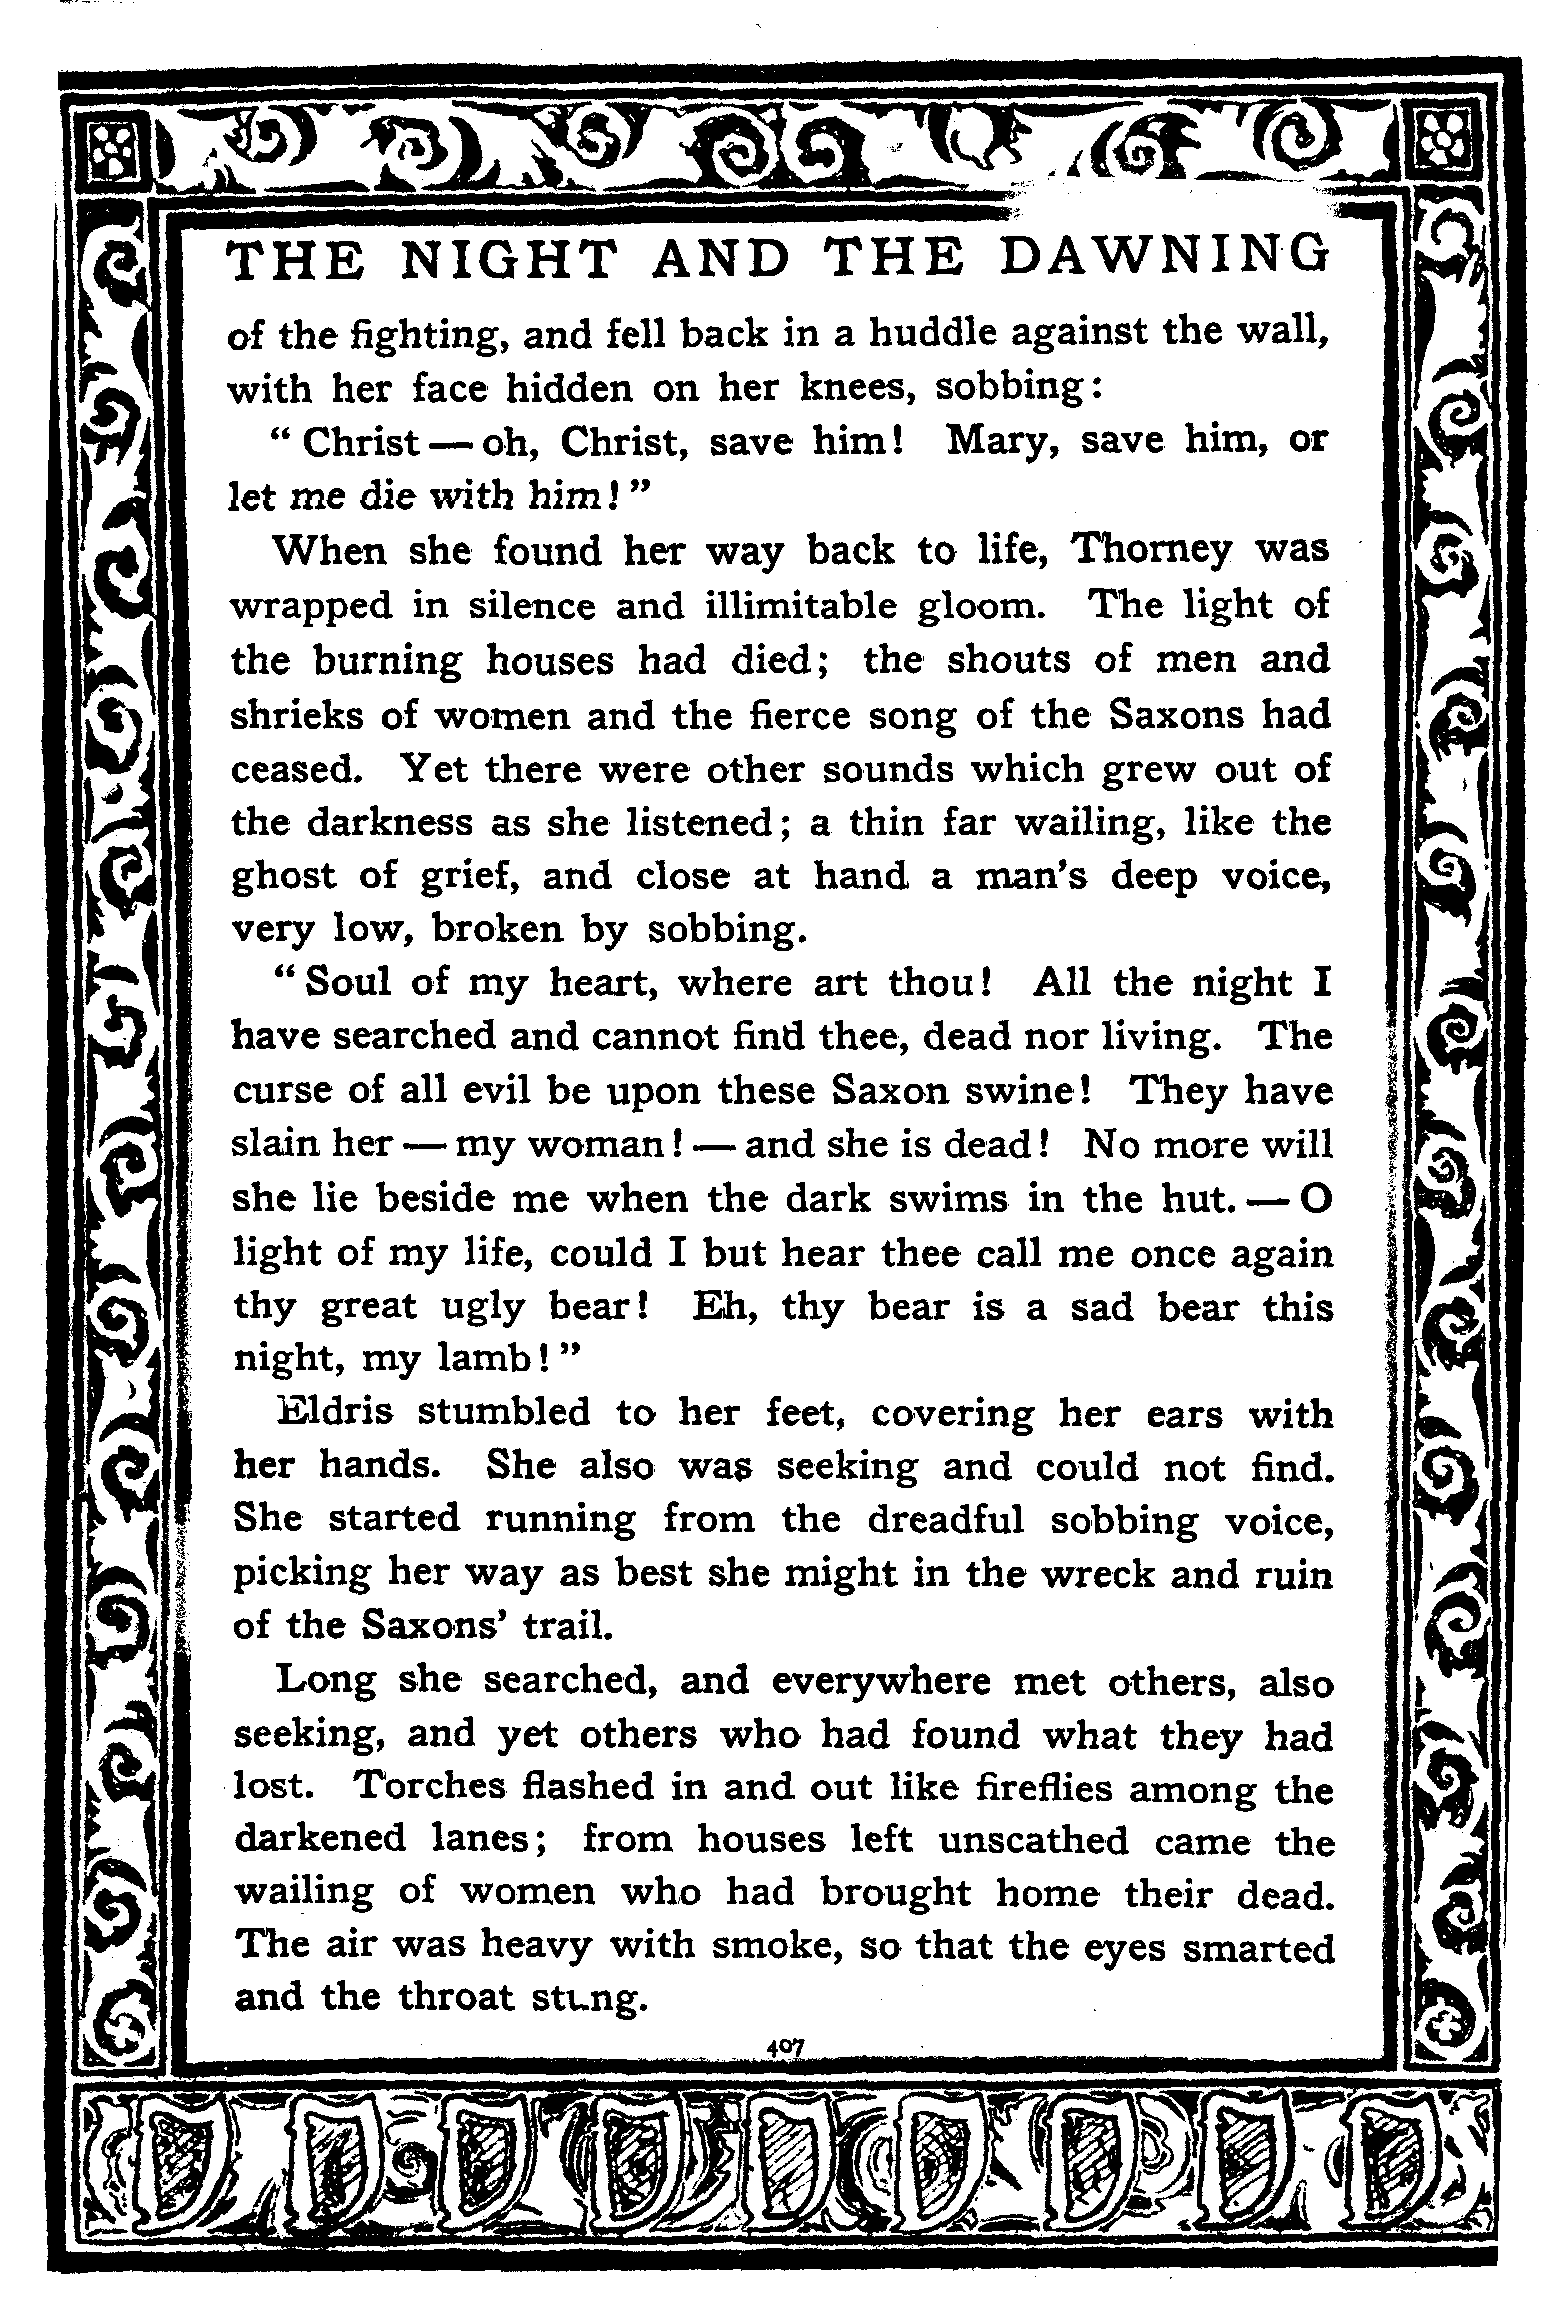 THE NIGHT AND THE DAWNING
of the fighting, and fell back in a huddle against the wall,
with her face hidden on her knees, sobbing:
“ Christ — oh, Christ, save him! Mary, save him, or
let me die with him! ”
When she found her way back to life, Thorney was
wrapped in silence and illimitable gloom. The light of
the burning houses had died; the shouts of men and
shrieks of women and the fierce song of the Saxons had
ceased. Yet there were other sounds which grew out of
the darkness as she listened; a thin far wailing, like the
ghost of grief, and close at hand a man’s deep voice,
very low, broken by sobbing.
“ Soul of my heart, where art thou! All the night I
have searched and cannot find thee, dead nor living. The
curse of all evil be upon these Saxon swine! They have
slain her — my woman! — and she is dead! No more will
she lie beside me when the dark swims in the hut. — O
light of my life, could I but hear thee call me once again
thy great ugly bear! Eh, thy bear is a sad bear this
night, my lamb! ”
Eldris stumbled to her feet, covering her ears with
her hands. She also was seeking and could not find.
She started running from the dreadful sobbing voice,
picking her way as best she might in the wreck and ruin
of the Saxons’ trail.
Long she searched, and everywhere met others, also
seeking, and yet others who had found what they had
lost. Torches flashed in and out like fireflies among the
darkened lanes; from houses left unscathed came the
wailing of women who had brought home their dead.
The air was heavy with smoke, so that the eyes smarted
and the throat stung.
407